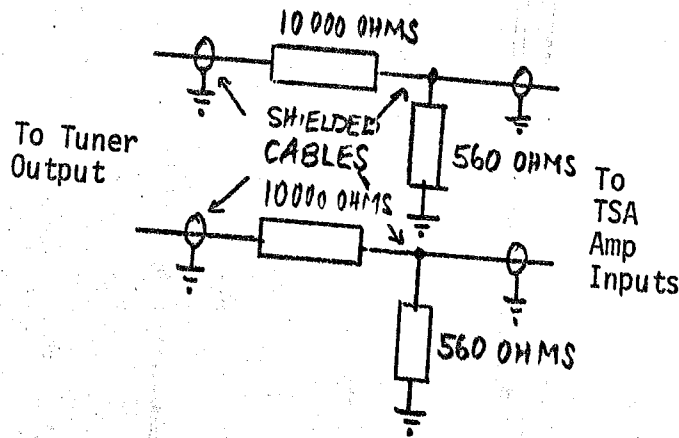 10 000 OHMS
SHIELDED
CABLES
To Tuner
Output
560 OHMS
10000 OHMS
To
TSA
Amp
Inputs
560 OHMS